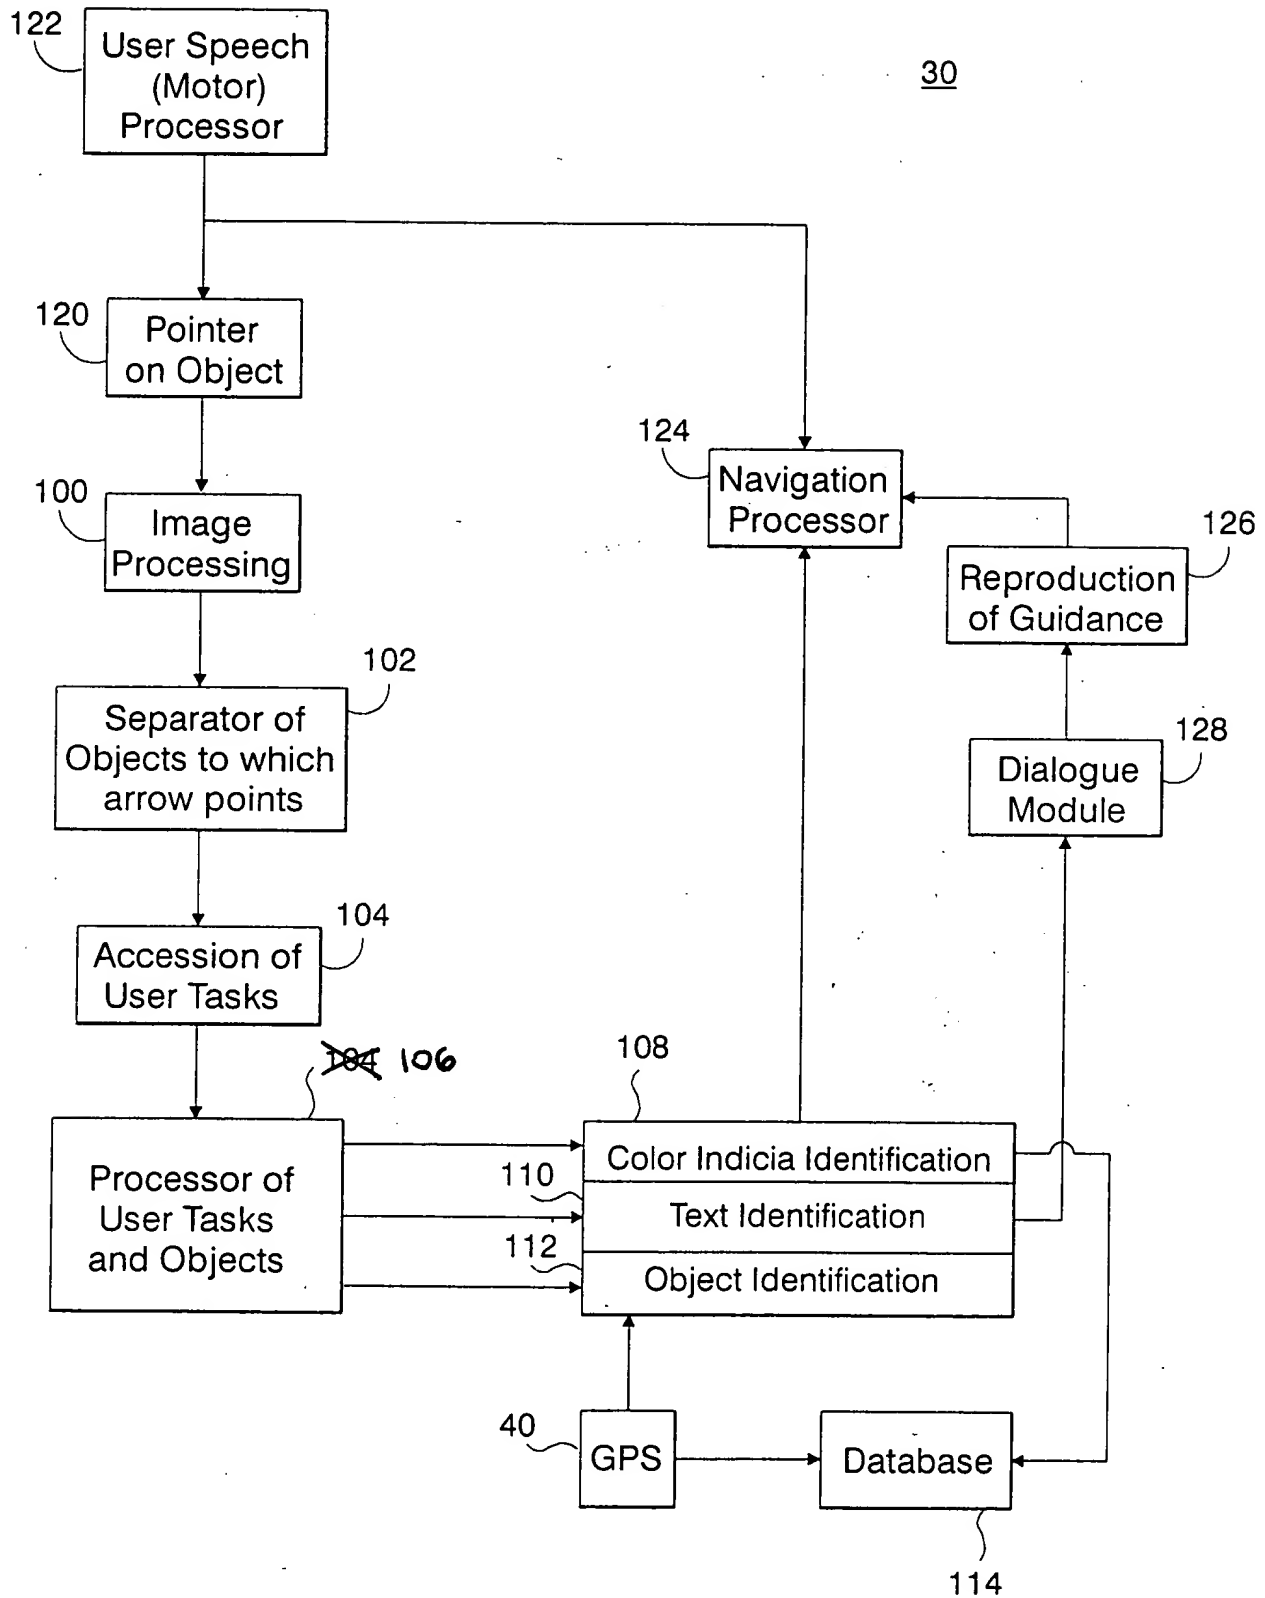 122
User Speech
(Motor)
Processor
30
120
Pointer
on Object
124
Navigation
Processor
100
Image
Processing
126
Reproduction
of Guidance
102
Separator of
Objects to which
arrow points
128
Dialogue
Module
104
Accession of
User Tasks
104 106
Processor of
User Tasks
and Objects
108
Color Indicia Identification
110
Text Identification
112
Object Identification
40
GPS
Database
114